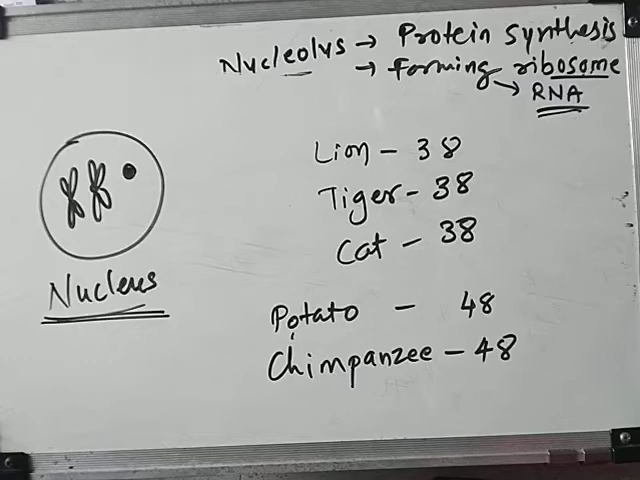 Nucleolus → Protein synthesis
→ Forming ribosome
→ RNA
Lion - 38
Tiger - 38
Cat - 38
Nucleus
Potato - 48
Chimpanzee - 48